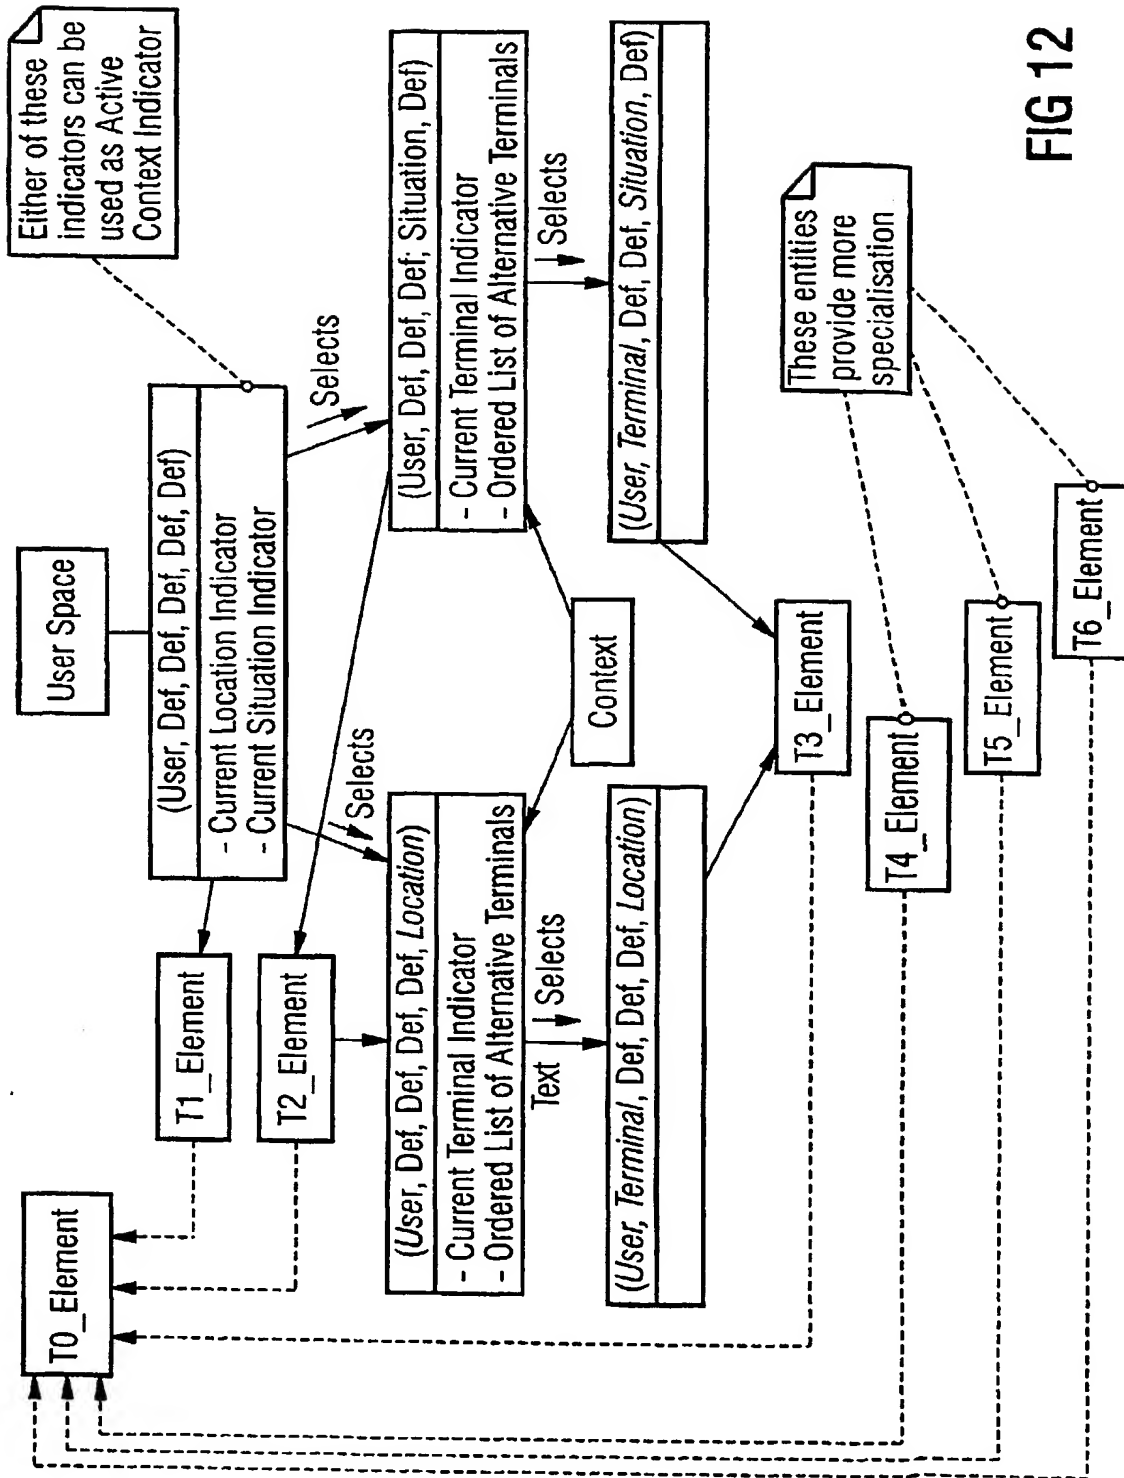 T0_Element
User Space
Either of these
indicators can be
used as Active
Context Indicator
T1_Element
(User, Def, Def, Def, Def, Def)
- Current Location Indicator
- Current Situation Indicator
T2_Element
Selects
Selects
(User, Def, Def, Def, Def, Location)
- Current Terminal Indicator
- Ordered List of Alternative Terminals
(User, Def, Def, Def; Situation, Def)
- Current Terminal Indicator
- Ordered List of Alternative Terminals
Text
Selects
Context
Selects
(User, Terminal, Def, Def, Def, Location)
(User, Terminal, Def, Def, Situation, Def)
T3_Element
These entities
provide more
specialisation
T4_Element
T5_Element
T6_Element
FIG 12